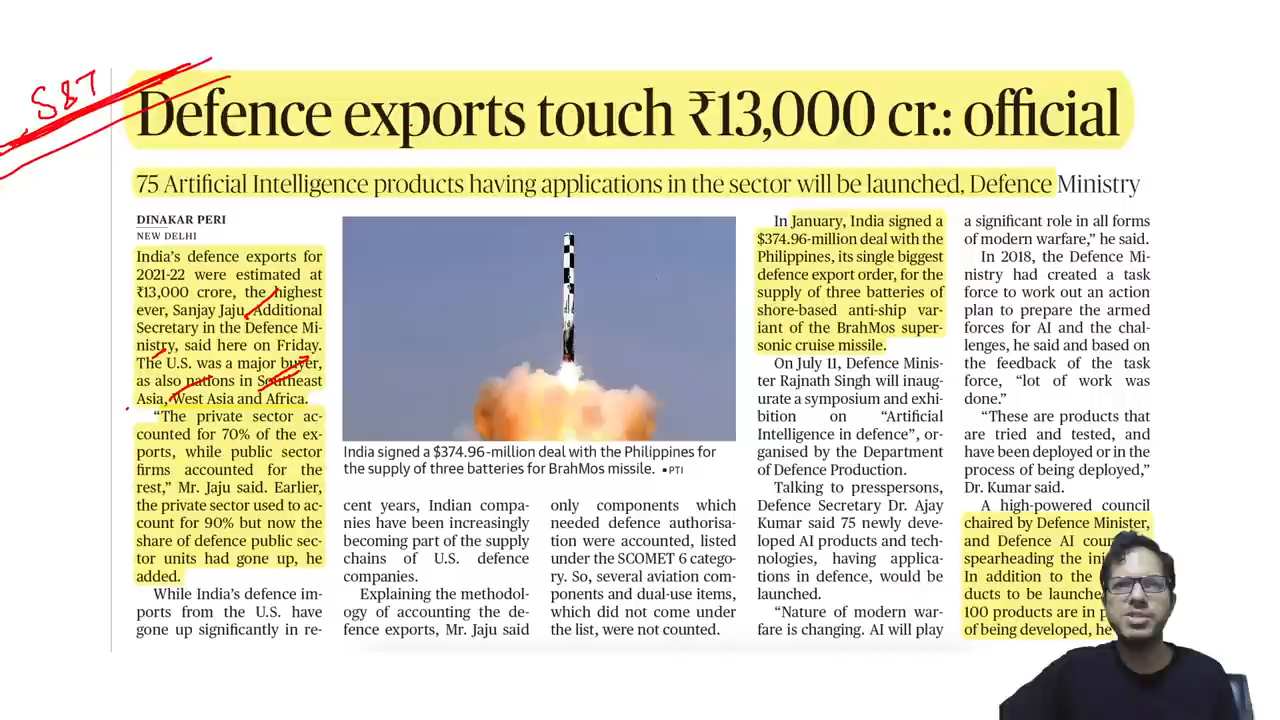 S87
Defence exports touch ₹13,000 cr.: official
75 Artificial Intelligence products having applications in the sector will be launched, Defence Ministry
DINAKAR PERI
NEW DELHI
India's defence exports for
2021-22 were estimated at
₹13,000 crore, the highest
ever, Sanjay Jaju, Additional
Secretary in the Defence Mi-
nistry, said here on Friday.
The U.S. was a major buyer,
as also nations in Southeast
Asia, West Asia and Africa.
“The private sector ac-
counted for 70% of the ex-
ports, while public sector
firms accounted for the
rest,” Mr. Jaju said. Earlier,
the private sector used to ac-
count for 90% but now the
share of defence public sec-
tor units had gone up, he
added.
While India's defence im-
ports from the U.S. have
gone up significantly in re-
India signed a $374.96-million deal with the Philippines for
the supply of three batteries for BrahMos missile. ▪PTI
cent years, Indian compa-
nies have been increasingly
becoming part of the supply
chains of U.S. defence
companies.
Explaining the methodol-
ogy of accounting the de-
fence exports, Mr. Jaju said
only components which
needed defence authorisa-
tion were accounted, listed
under the SCOMET 6 catego-
ry. So, several aviation com-
ponents and dual-use items,
which did not come under
the list, were not counted.
In January, India signed a
$374.96-million deal with the
Philippines, its single biggest
defence export order, for the
supply of three batteries of
shore-based anti-ship var-
iant of the BrahMos super-
sonic cruise missile.
On July 11, Defence Minis-
ter Rajnath Singh will inaug-
urate a symposium and exhi-
bition on “Artificial
Intelligence in defence”, or-
ganised by the Department
of Defence Production.
Talking to presspersons,
Defence Secretary Dr. Ajay
Kumar said 75 newly deve-
loped AI products and tech-
nologies, having applica-
tions in defence, would be
launched.
“Nature of modern war-
fare is changing. AI will play
a significant role in all forms
of modern warfare,” he said.
In 2018, the Defence Mi-
nistry had created a task
force to work out an action
plan to prepare the armed
forces for AI and the chal-
lenges, he said and based on
the feedback of the task
force, “lot of work was
done.”
“These are products that
are tried and tested, and
have been deployed or in the
process of being deployed,”
Dr. Kumar said.
A high-powered council
chaired by Defence Minister,
and Defence AI
spearheading the
In addition to the
ducts to be
100 products are in
of being developed, he